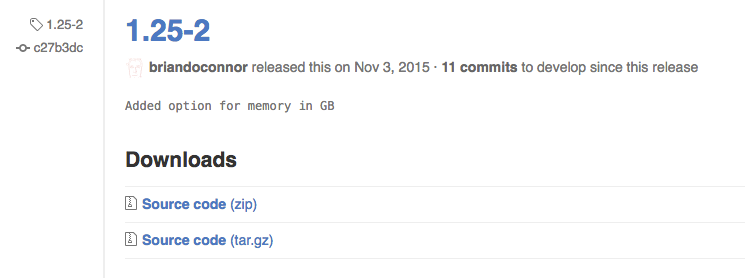 1.25-2
c27b3dc
1.25-2
briandoconnor released this on Nov 3, 2015 · 11 commits to develop since this release
Added option for memory in GB
Downloads
Source code (zip)
Source code (tar.gz)